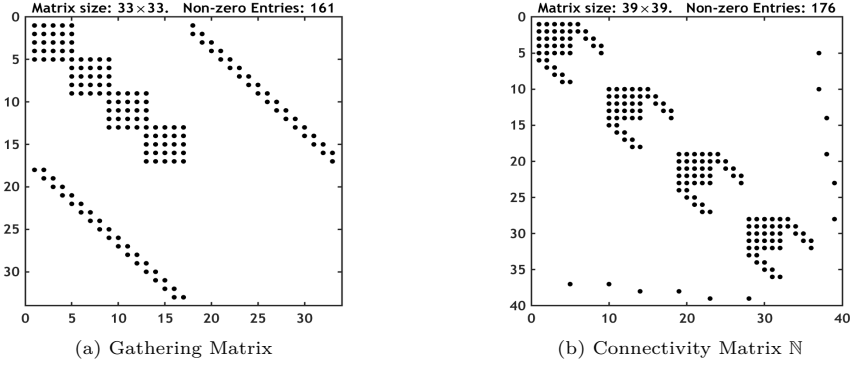 Matrix size: 33×33. Non-zero Entries: 161
0
5
10
15
20
25
30
0 5 10 15 20 25 30
(a) Gathering Matrix
Matrix size: 39×39. Non-zero Entries: 176
0
5
10
15
20
25
30
35
40
0 10 20 30 40
(b) Connectivity Matrix ℕ